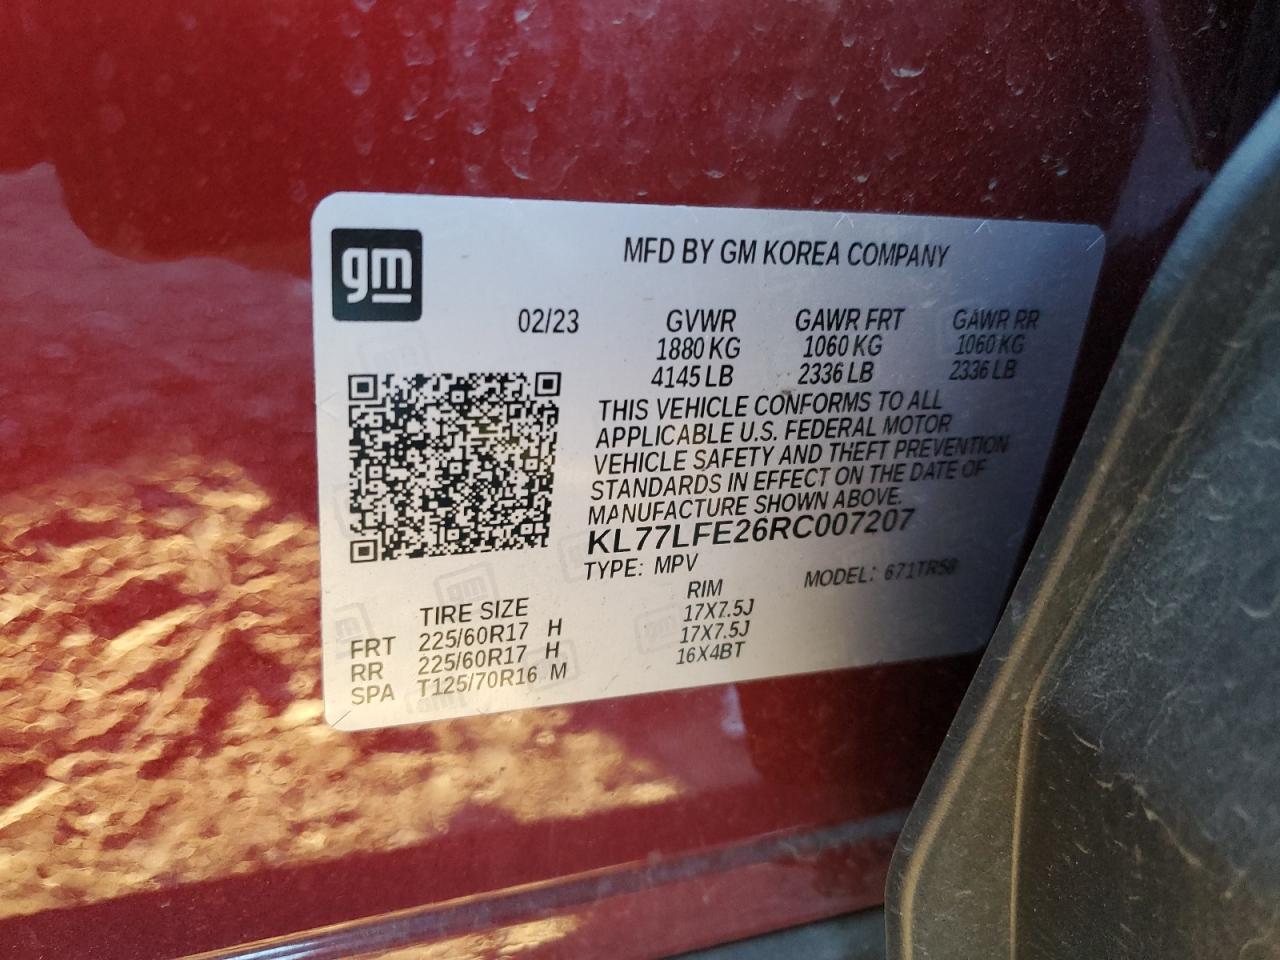 gm
MFD BY GM KOREA COMPANY
02/23 GVWR GAWR FRT GAWR RR
1880 KG 1060 KG 1060 KG
4145 LB 2336 LB 2336 LB
THIS VEHICLE CONFORMS TO ALL
APPLICABLE U.S. FEDERAL MOTOR
VEHICLE SAFETY AND THEFT PREVENTION
STANDARDS IN EFFECT ON THE DATE OF
MANUFACTURE SHOWN ABOVE.
KL77LFE26RC007207
TYPE: MPV MODEL:
TIRE SIZE RIM
FRT 225/60R17 H 17X7.5J
RR 225/60R17 H 17X7.5J
SPA T125/70R16 M 16X4BT